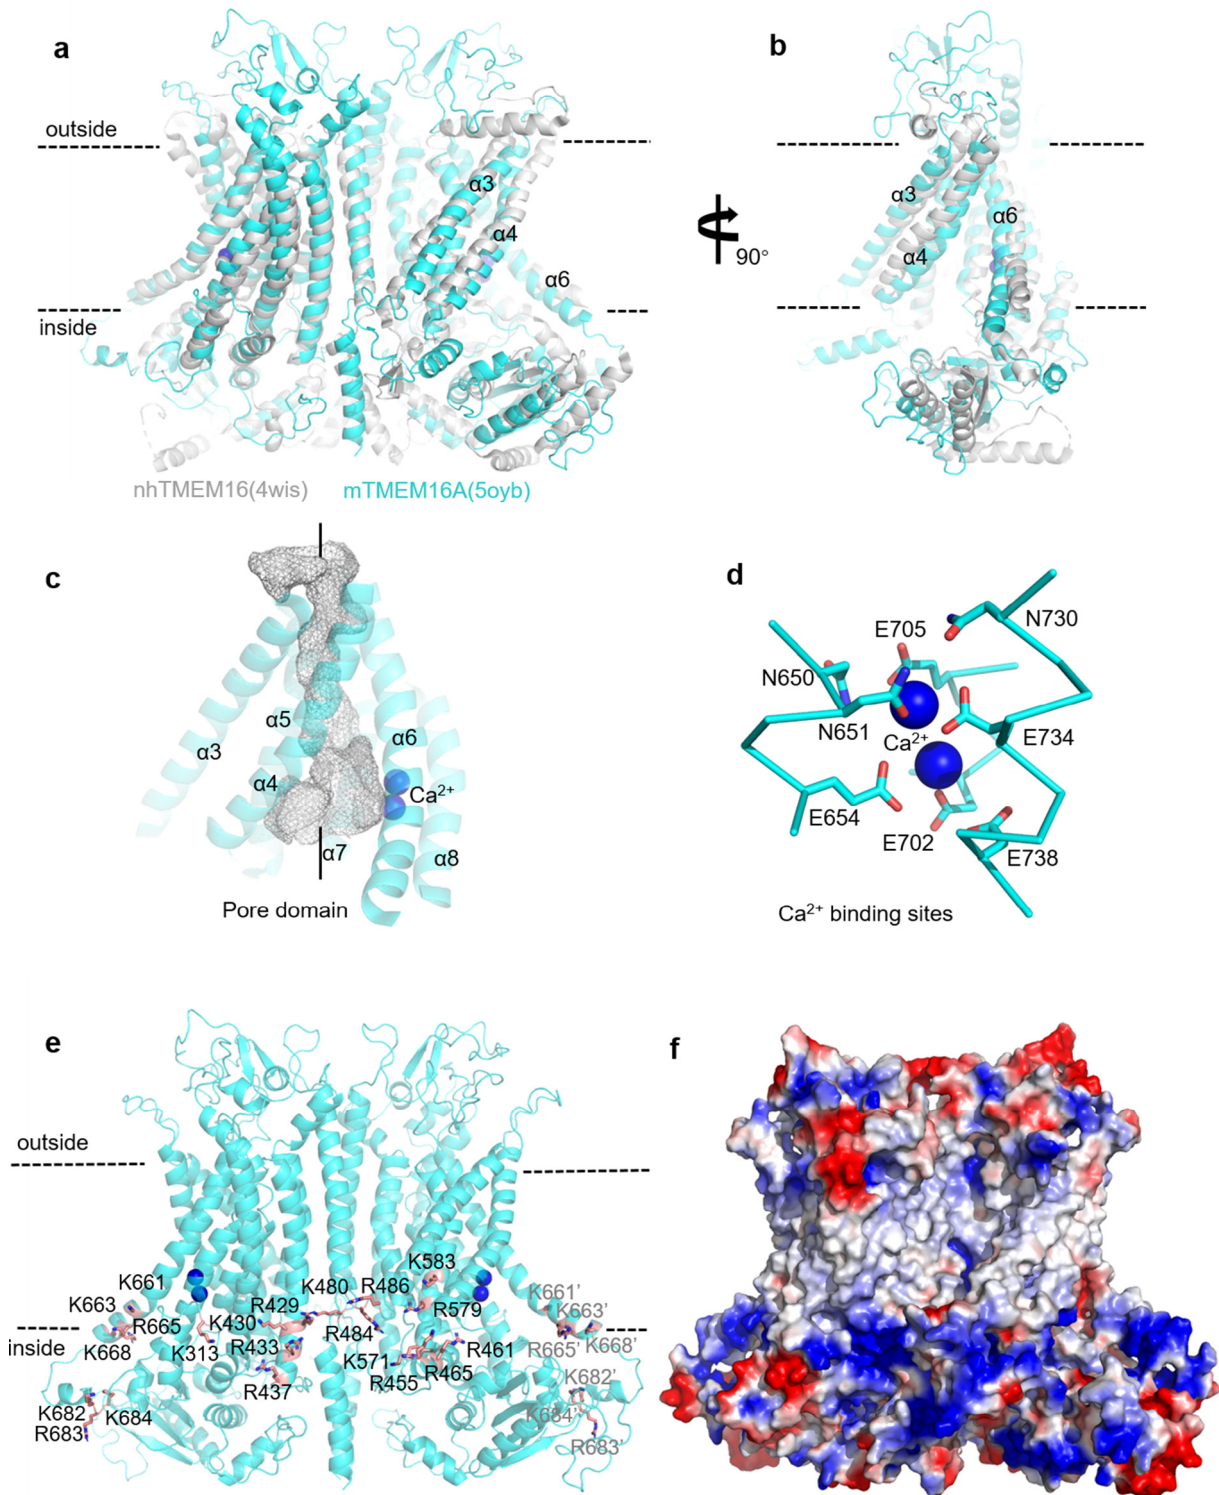 a
outside
inside
α3
α4
α6
nhTMEM16(4wis) mTMEM16A(5oyb)
b
90°
α3
α4
α6
c
α3
α5
α4
α6
Ca²⁺
α7
α8
Pore domain
d
E705
N730
N650
N651
Ca²⁺
E734
E654
E702
E738
Ca²⁺ binding sites
e
outside
inside
K661
K663
R665
K668
K313
K430
R429
R433
R437
K480
R486
R484
K583
R579
K571
R455
R465
R461
K661’
K663’
R665’
K668’
K682
K684
R683
K682’
K684’
R683’
f